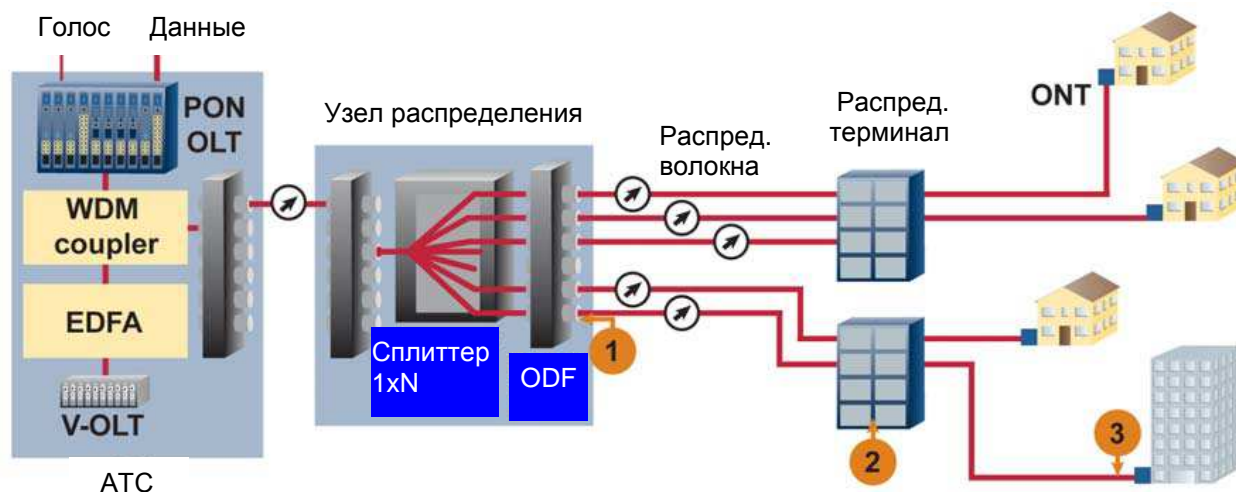 Голос Данные
PON
OLT
WDM
coupler
EDFA
V-OLT
АТС
Узел распределения
Сплиттер
1xN
ODF
1
Распред.
волокна
Распред.
терминал
2
ONT
3